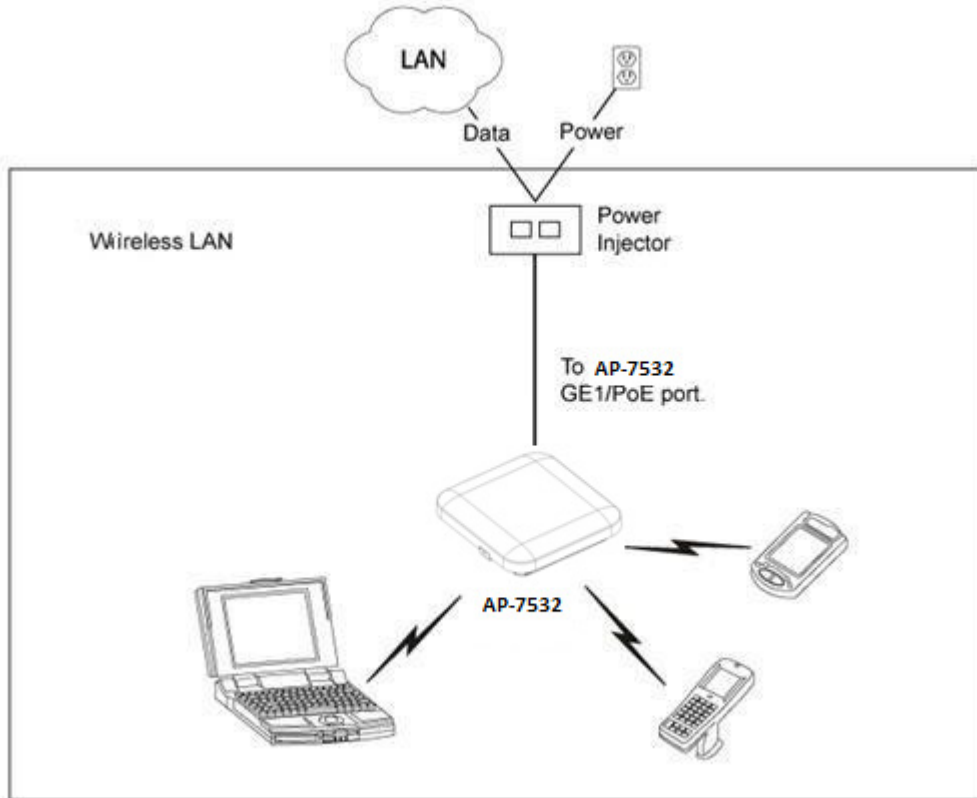 LAN
Data
Power
Power
Injector
Wireless LAN
To AP-7532
GE1/PoE port.
AP-7532